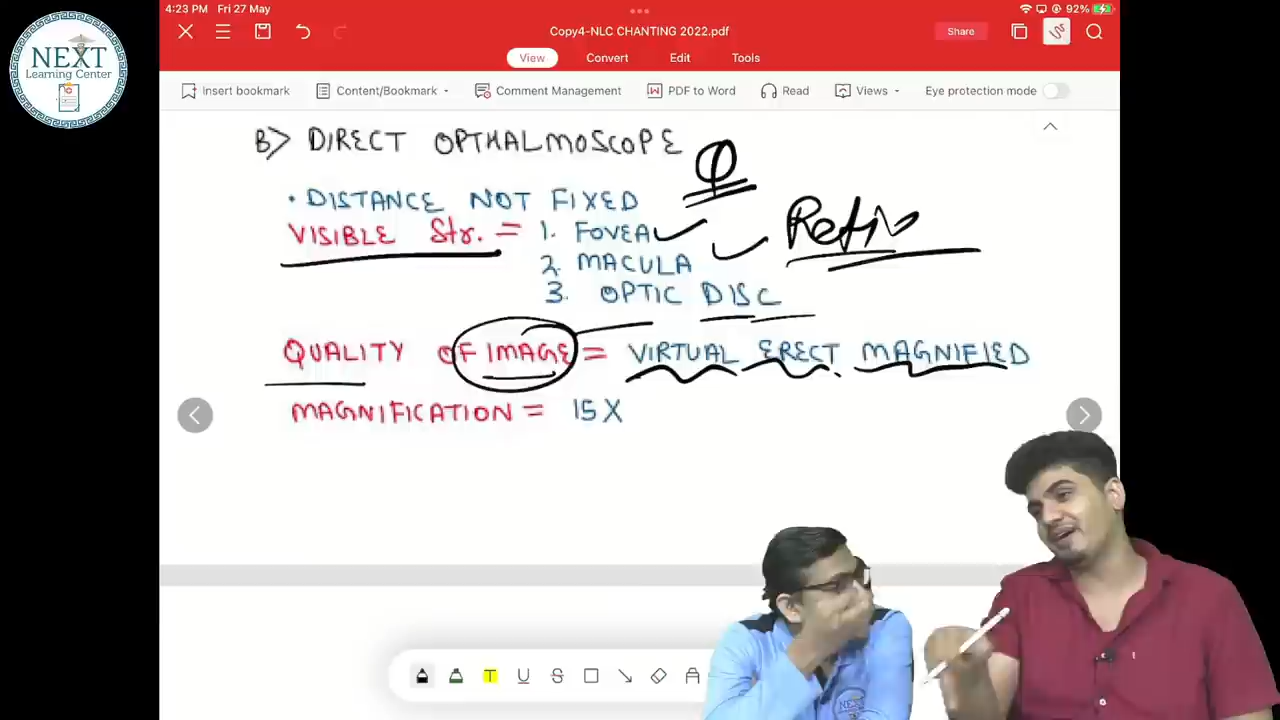 4:23 PM Fri 27 May
92%
NEXT
Learning Center
Copy4-NLC CHANTING 2022.pdf
Share
View
Convert
Edit
Tools
Insert bookmark
Content/Bookmark
Comment Management
PDF to Word
Read
Views
Eye protection mode
B> DIRECT OPTHALMOSCOPE
• DISTANCE NOT FIXED
VISIBLE Str. = 1. FOVEA
2. MACULA
3. OPTIC DISC
QUALITY OF IMAGE = VIRTUAL ERECT MAGNIFIED
MAGNIFICATION = 15X
T U S A
NEXT